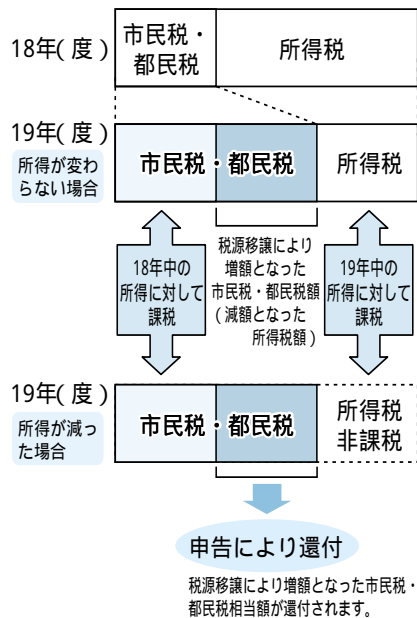 18年(度)
市民税・
都民税
所得税
19年(度)
所得が変わ
らない場合
市民税・都民税
所得税
18年中の
所得に対して
課税
税源移譲により
増額となった
市民税・都民税額
(減額となった
所得税額)
19年中の
所得に対して
課税
19年(度)
所得が減っ
た場合
市民税・都民税
所得税
非課税
申告により還付
税源移譲により増額となった市民税・
都民税相当額が還付されます。